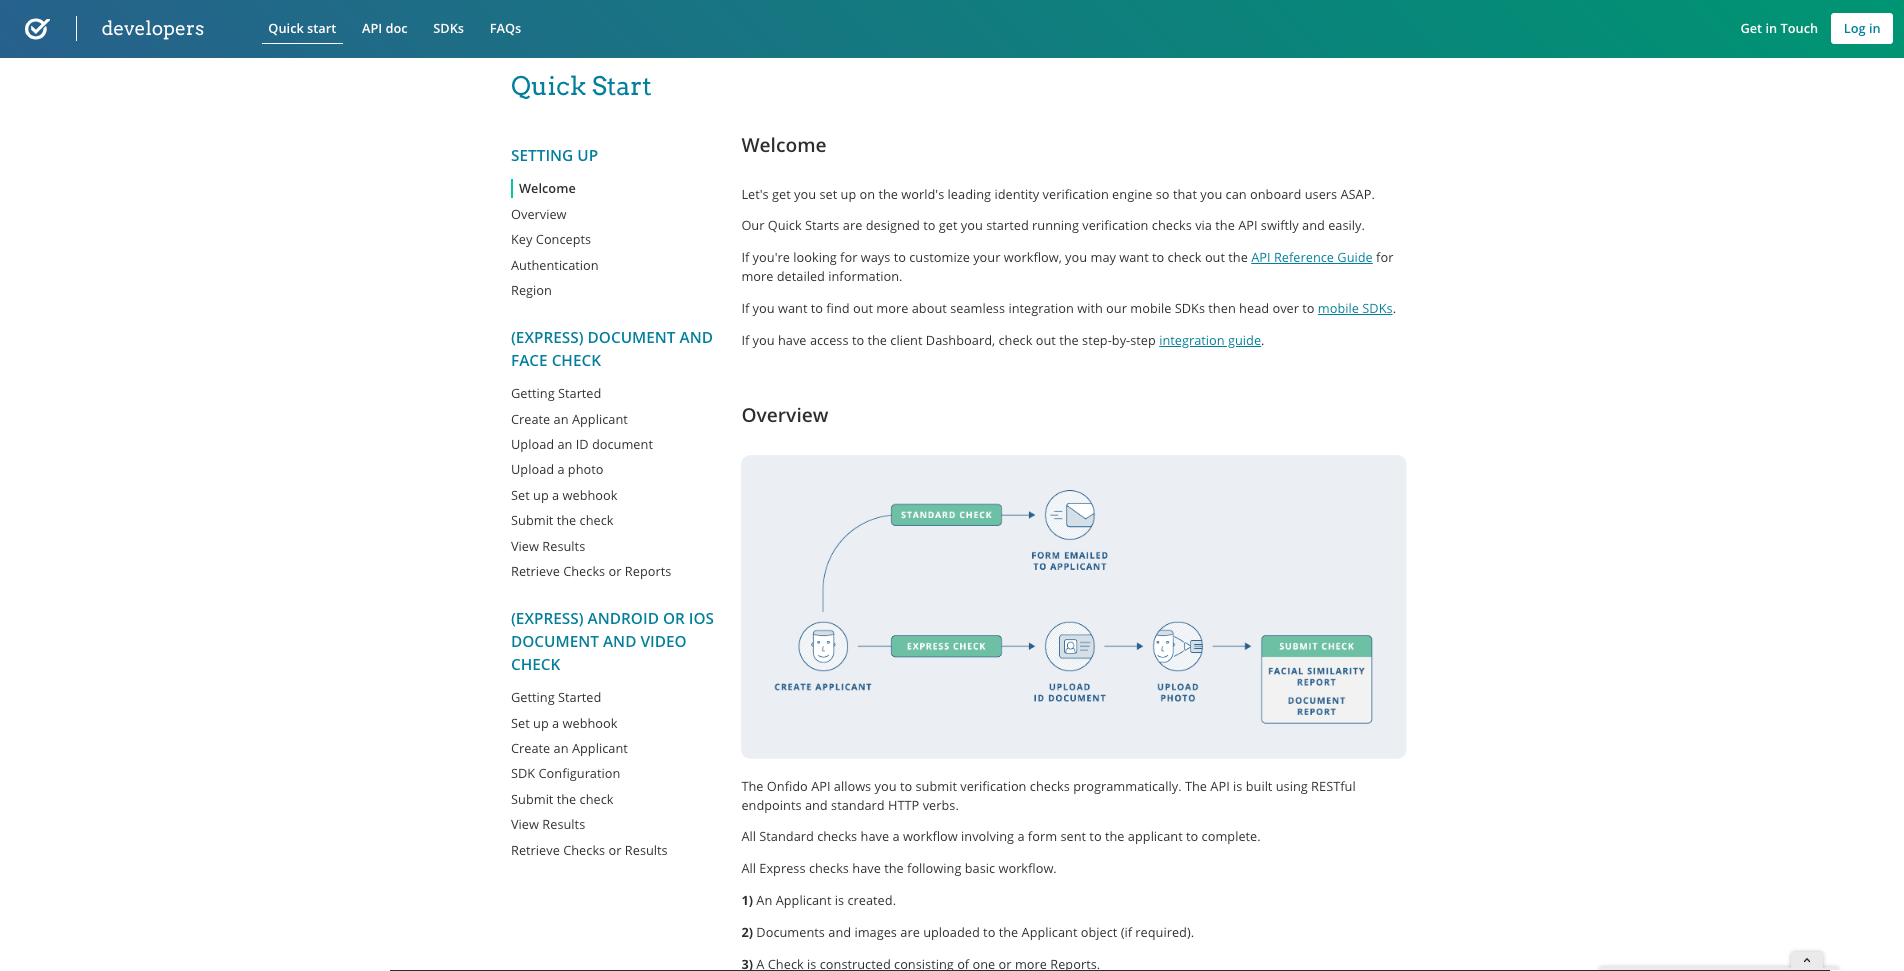 developers
Quick start
API doc
SDKs
FAQs
Get in Touch
Log in
Quick Start
SETTING UP
Welcome
Overview
Key Concepts
Authentication
Region
(EXPRESS) DOCUMENT AND
FACE CHECK
Getting Started
Create an Applicant
Upload an ID document
Upload a photo
Set up a webhook
Submit the check
View Results
Retrieve Checks or Reports
(EXPRESS) ANDROID OR IOS
DOCUMENT AND VIDEO
CHECK
Getting Started
Set up a webhook
Create an Applicant
SDK Configuration
Submit the check
View Results
Retrieve Checks or Results
Welcome
Let's get you set up on the world's leading identity verification engine so that you can onboard users ASAP.
Our Quick Starts are designed to get you started running verification checks via the API swiftly and easily.
If you're looking for ways to customize your workflow, you may want to check out the API Reference Guide for
more detailed information.
If you want to find out more about seamless integration with our mobile SDKs then head over to mobile SDKs.
If you have access to the client Dashboard, check out the step-by-step integration guide.
Overview
STANDARD CHECK
FORM EMAILED
TO APPLICANT
CREATE APPLICANT
EXPRESS CHECK
UPLOAD
ID DOCUMENT
UPLOAD
PHOTO
SUBMIT CHECK
FACIAL SIMILARITY
REPORT
DOCUMENT
REPORT
The Onfido API allows you to submit verification checks programmatically. The API is built using RESTful
endpoints and standard HTTP verbs.
All Standard checks have a workflow involving a form sent to the applicant to complete.
All Express checks have the following basic workflow.
1) An Applicant is created.
2) Documents and images are uploaded to the Applicant object (if required).
3) A Check is constructed consisting of one or more Reports.